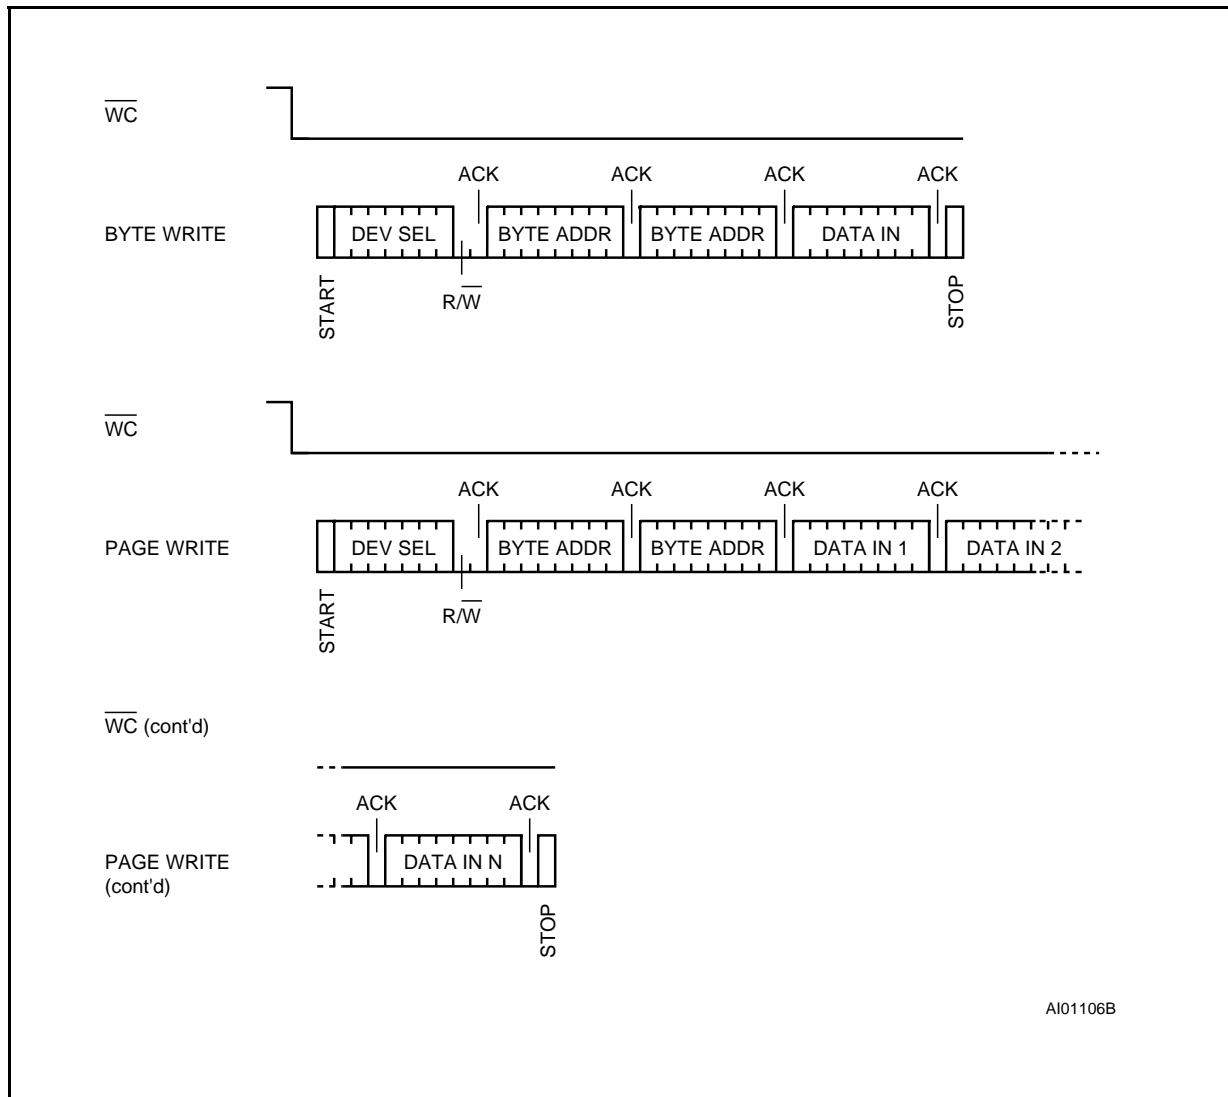 WC
ACK ACK ACK ACK
BYTE WRITE DEV SEL BYTE ADDR BYTE ADDR DATA IN
R/W
START STOP
WC
ACK ACK ACK ACK
PAGE WRITE DEV SEL BYTE ADDR BYTE ADDR DATA IN 1 DATA IN 2
R/W
START
WC (cont'd)
ACK ACK
PAGE WRITE DATA IN N
(cont'd)
STOP
AI01106B